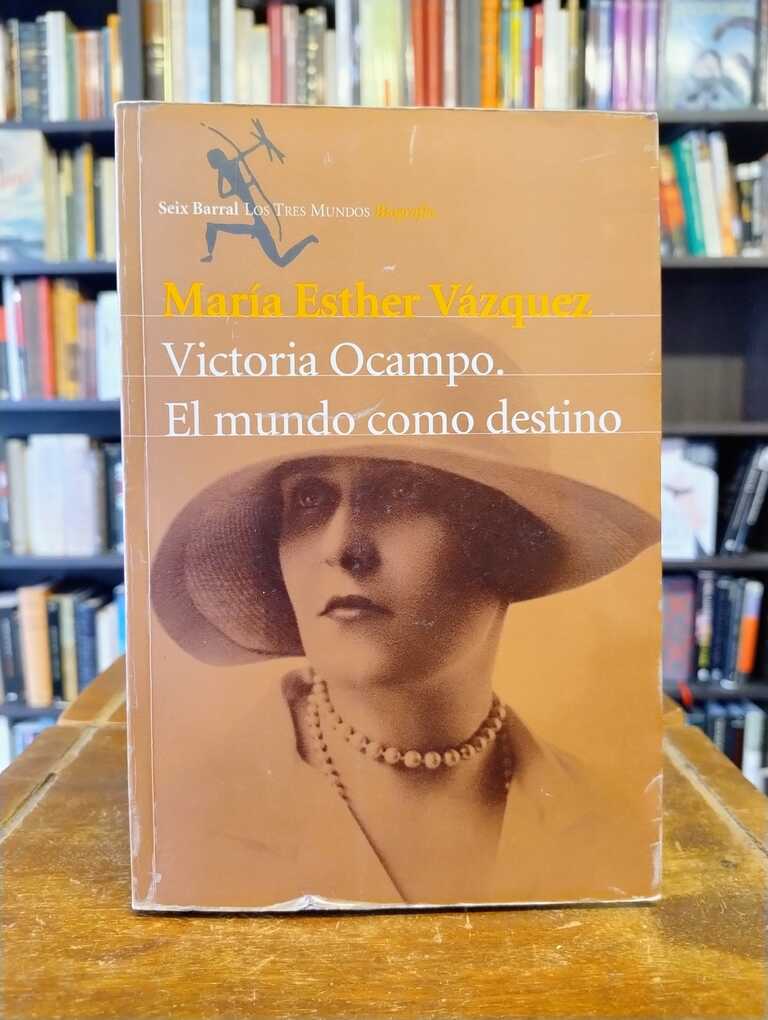 Seix Barral Los Tres Mundos Biografía
María Esther Vázquez
Victoria Ocampo.
El mundo como destino